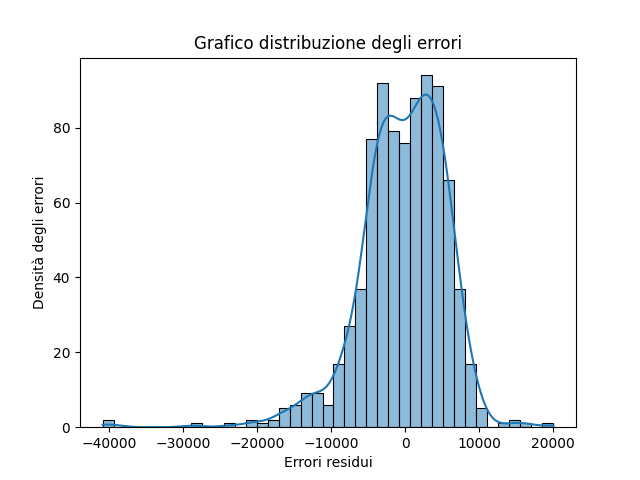 Grafico distribuzione degli errori
Densità degli errori
80
60
40
20
0
−40000 −30000 −20000 −10000 0 10000 20000
Errori residui